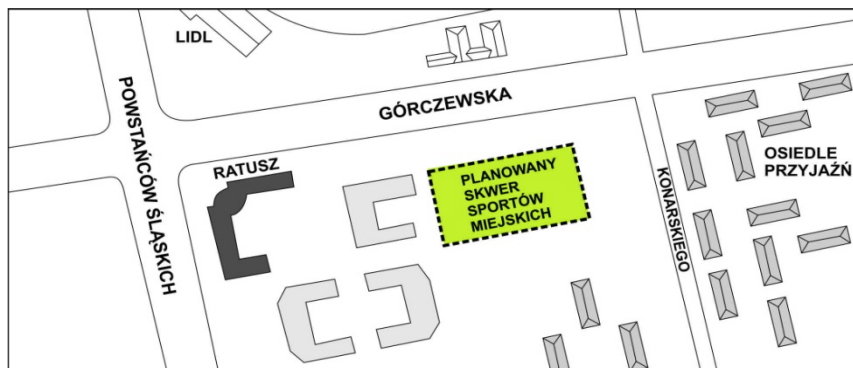 LIDL
POWSTAŃCÓW ŚLĄSKICH
GÓRCZEWSKA
RATUSZ
PLANOWANY
SKWER
SPORTÓW
MIEJSKICH
KONARSKIEGO
OSIEDLE
PRZYJAŹŃ